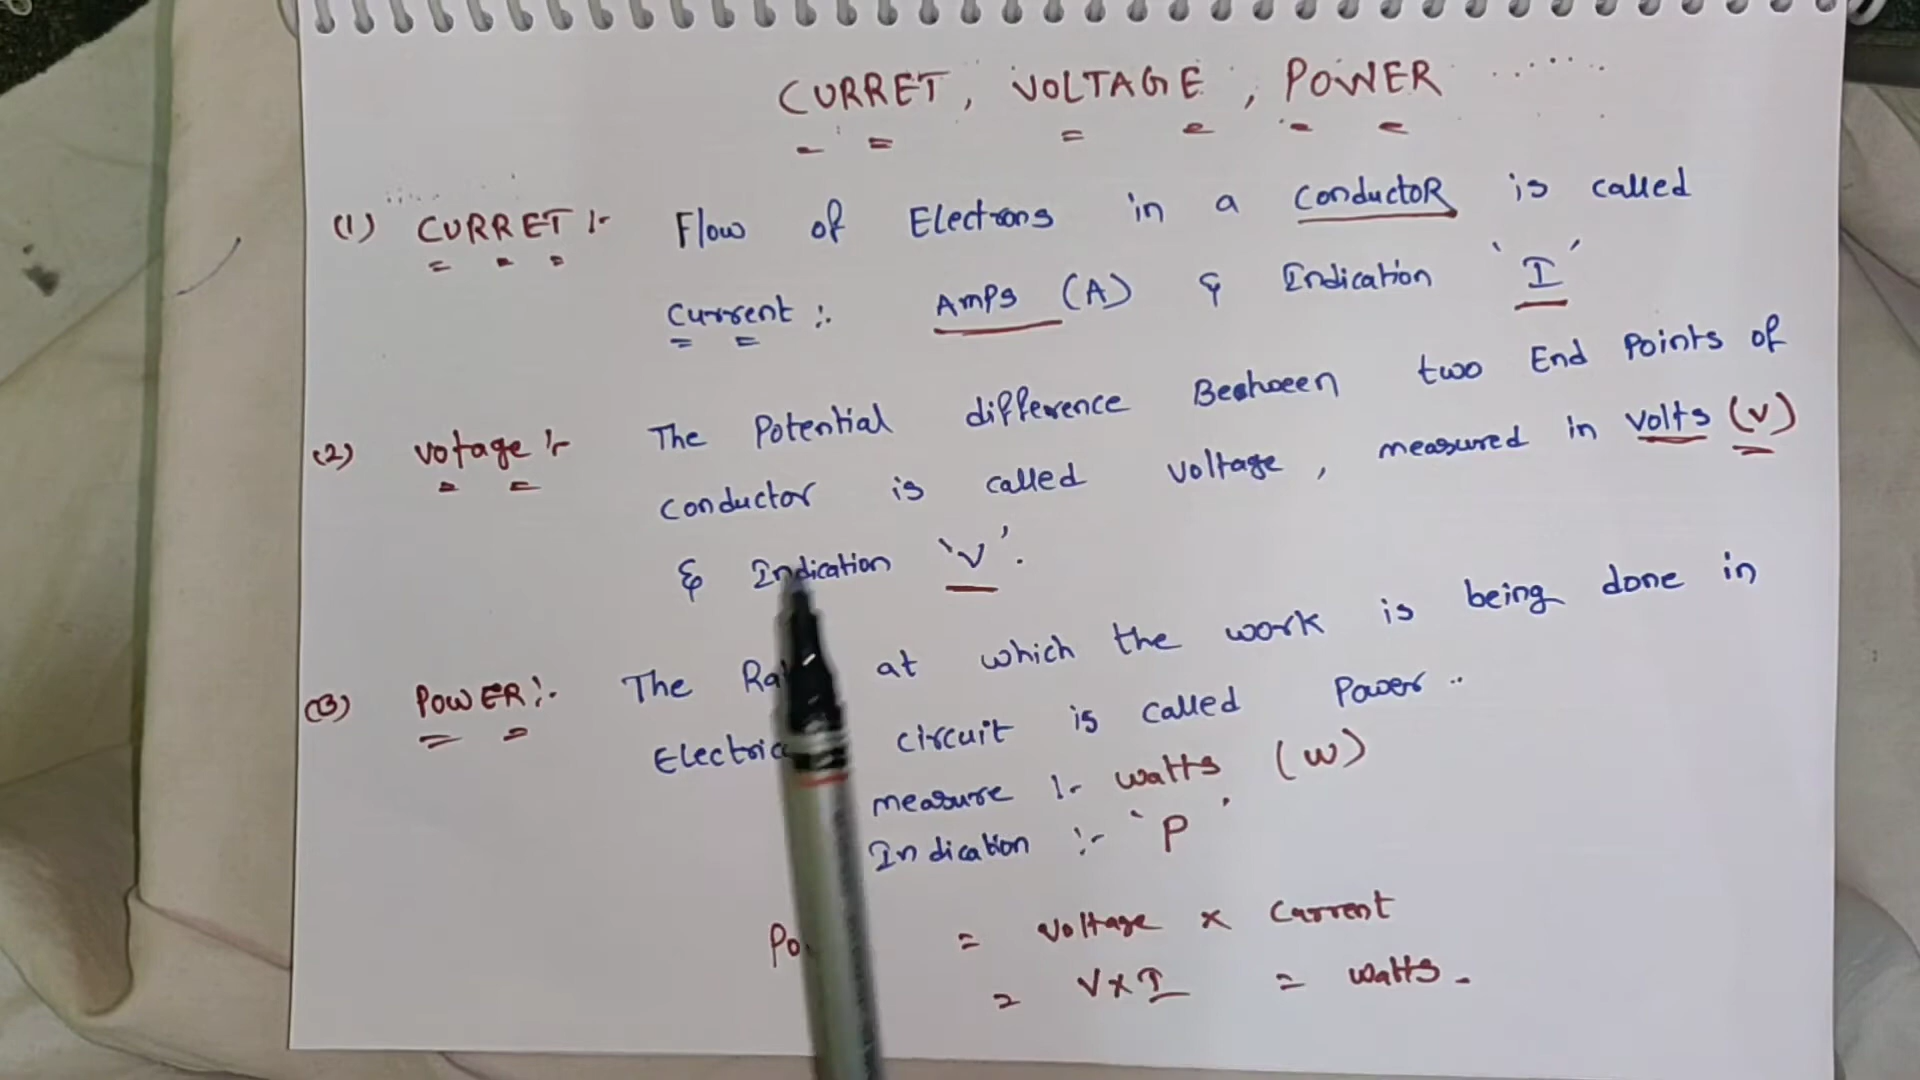 CURRET, VOLTAGE, POWER
(1) CURRET :- Flow of Electrons in a conductoR is called
current :. Amps (A) & Indication 'I'
(2) votage :- The Potential difference Between two End Points of
conductor is called voltage, measured in volts (V)
& Indication 'V'.
(3) POWER :- The at which the work is being done in
circuit is called Power..
measure :- watts (W)
Indication :- 'P'
= voltage x current
= V x I = watts.